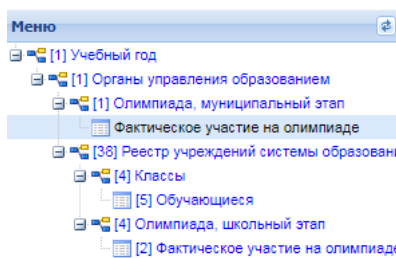 Меню
[1] Учебный год
[1] Органы управления образованием
[1] Олимпиада, муниципальный этап
Фактическое участие на олимпиаде
[38] Реестр учреждений системы образован
[4] Классы
[5] Обучающиеся
[4] Олимпиада, школьный этап
[2] Фактическое участие на олимпиаде